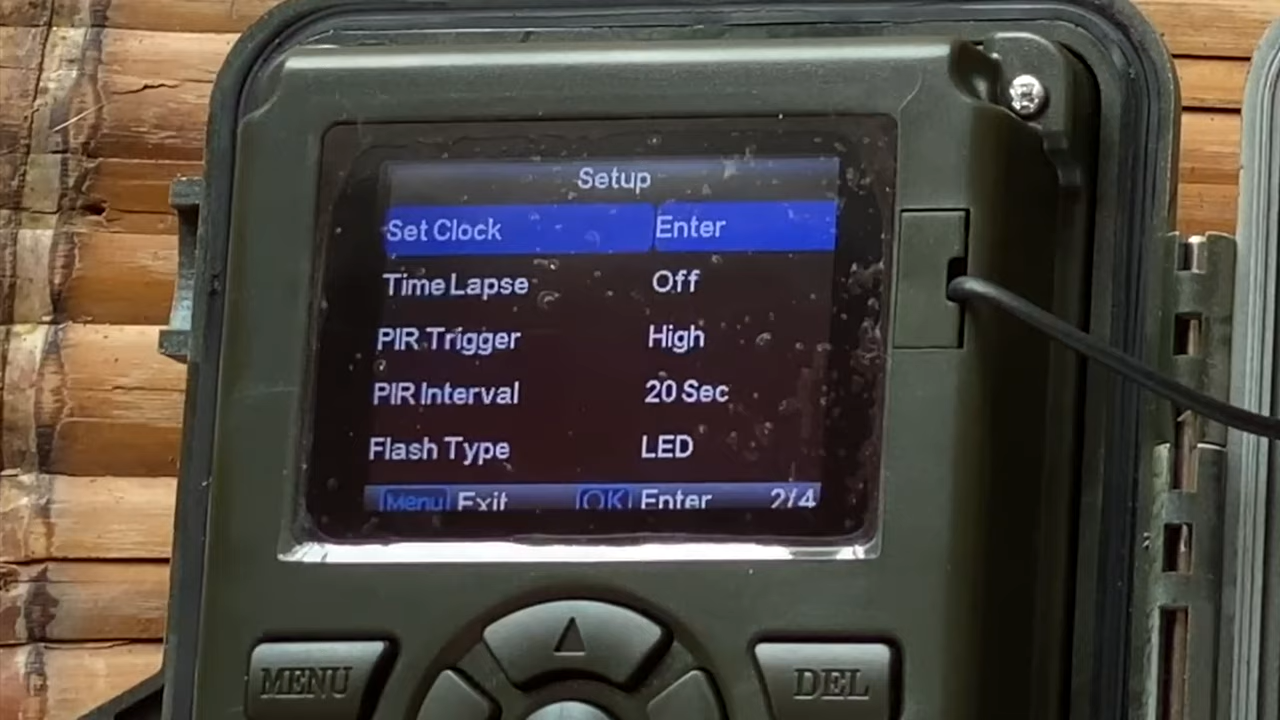 Setup
Set Clock Enter
Time Lapse Off
PIR Trigger High
PIR Interval 20 Sec
Flash Type LED
Menu Exit OK Enter 2/4
MENU DEL